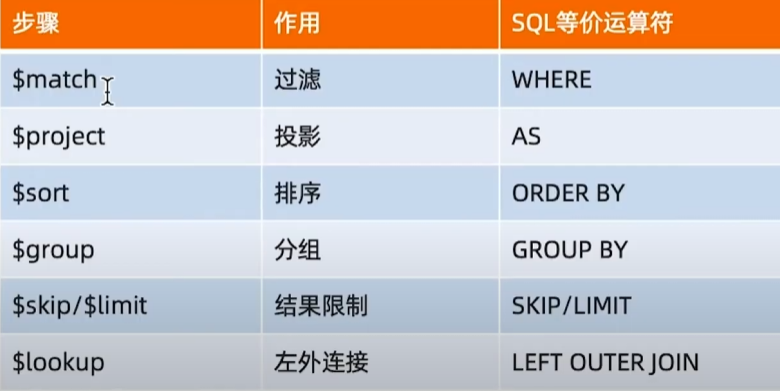 步骤 作用 SQL等价运算符
$match 过滤 WHERE
$project 投影 AS
$sort 排序 ORDER BY
$group 分组 GROUP BY
$skip/$limit 结果限制 SKIP/LIMIT
$lookup 左外连接 LEFT OUTER JOIN